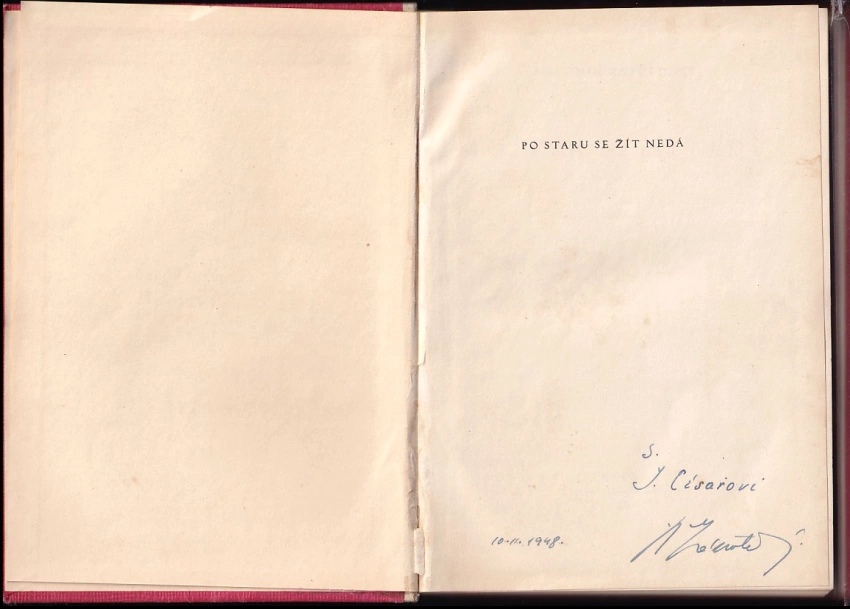 PO STARU SE ŽÍT NEDÁ
S.
J. Císařovi
10.II.1948.